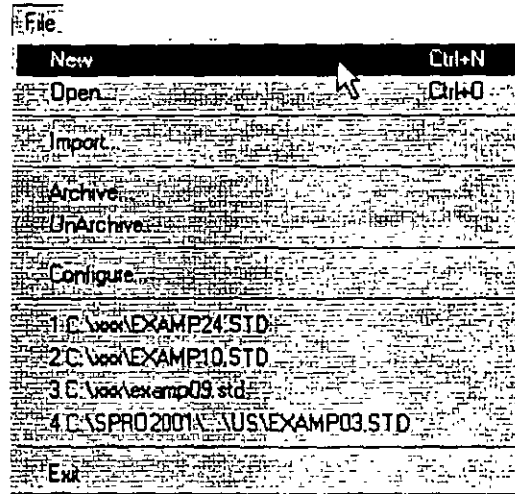 File
New Ctrl+N
Open... Ctrl+O
Import...
Archive...
UnArchive...
Configure...
1 C:\xxx\EXAMP24.STD
2 C:\xxx\EXAMP10.STD
3 C:\xxx\examp09.std
4 C:\SPRO2001\...\US\EXAMP03.STD
Exit